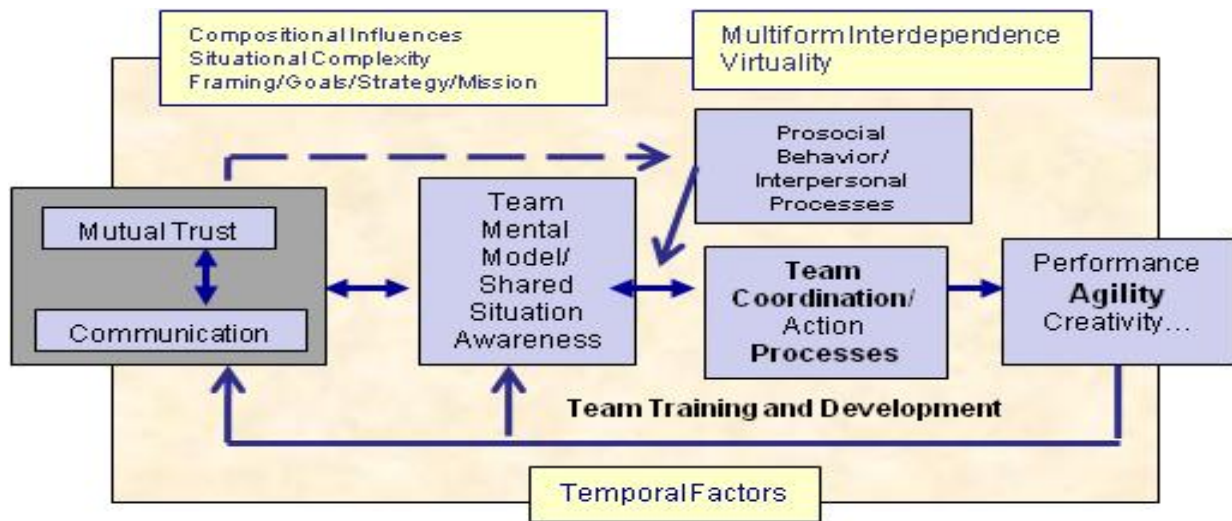 Compositional Influences
Situational Complexity
Framing/Goals/Strategy/Mission
Multiform Interdependence
Virtuality
Prosocial
Behavior/
Interpersonal
Processes
Mutual Trust
Communication
Team
Mental
Model/
Shared
Situation
Awareness
Team
Coordination/
Action
Processes
Performance
Agility
Creativity...
Team Training and Development
Temporal Factors